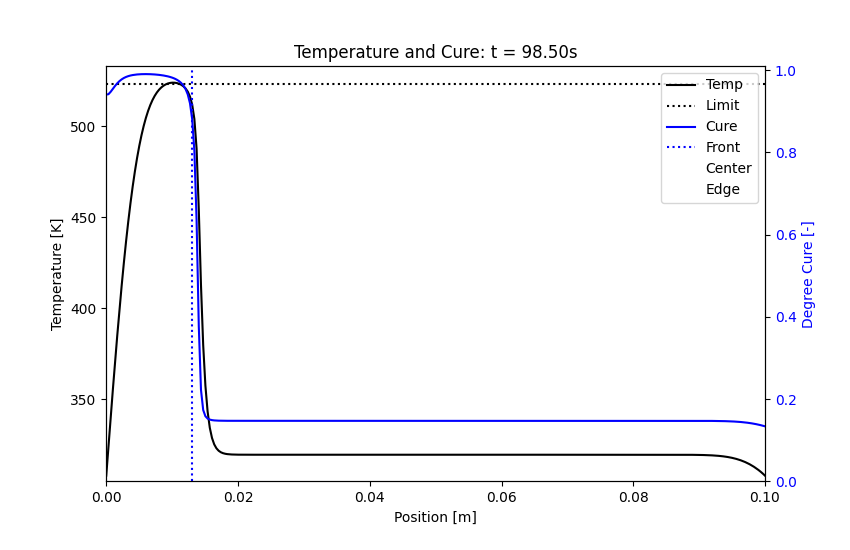 Temperature and Cure: t = 98.50s
Temperature [K]
500
450
400
350
Temp
Limit
Cure
Front
Center
Edge
1.0
0.8
0.6
0.4
0.2
0.0
Degree Cure [-]
0.00
0.02
0.04
0.06
0.08
0.10
Position [m]